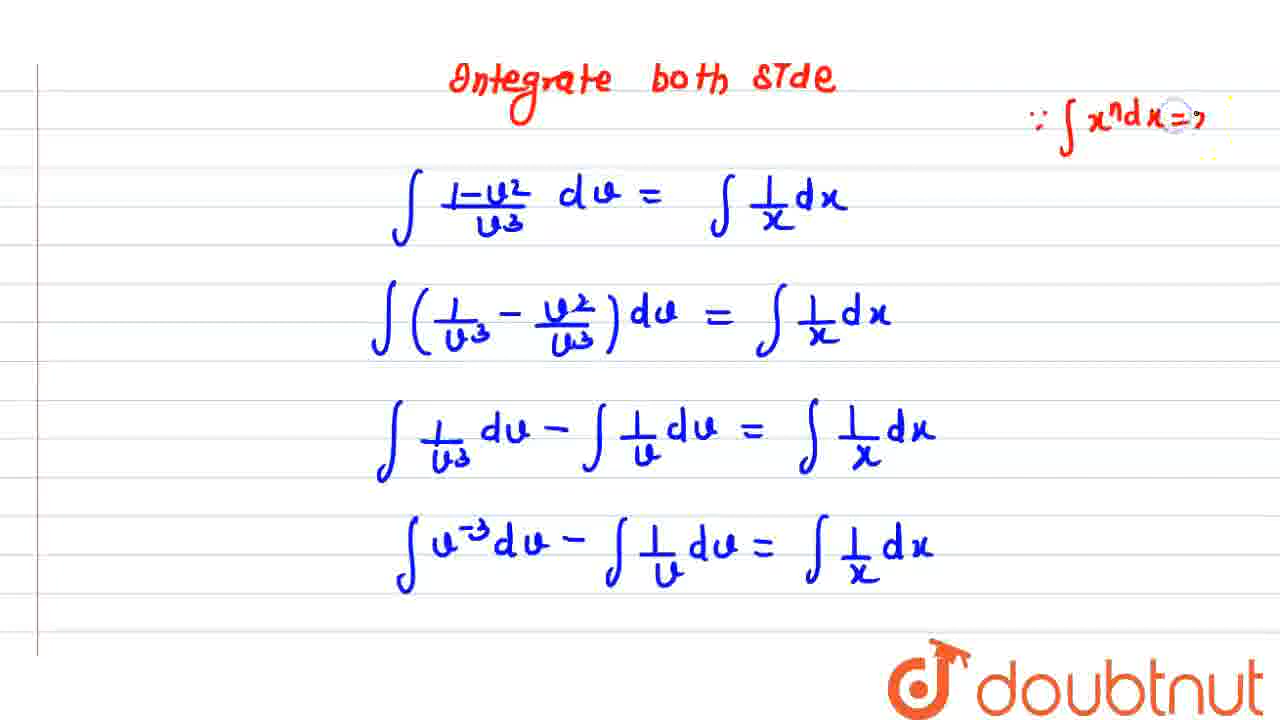 Integrate both side
∵ ∫ xⁿ dx =
∫ (1-v²)/v³ dv = ∫ 1/x dx
∫ (1/v³ - v²/v³) dv = ∫ 1/x dx
∫ 1/v³ dv - ∫ 1/v dv = ∫ 1/x dx
∫ v⁻³ dv - ∫ 1/v dv = ∫ 1/x dx
doubtnut